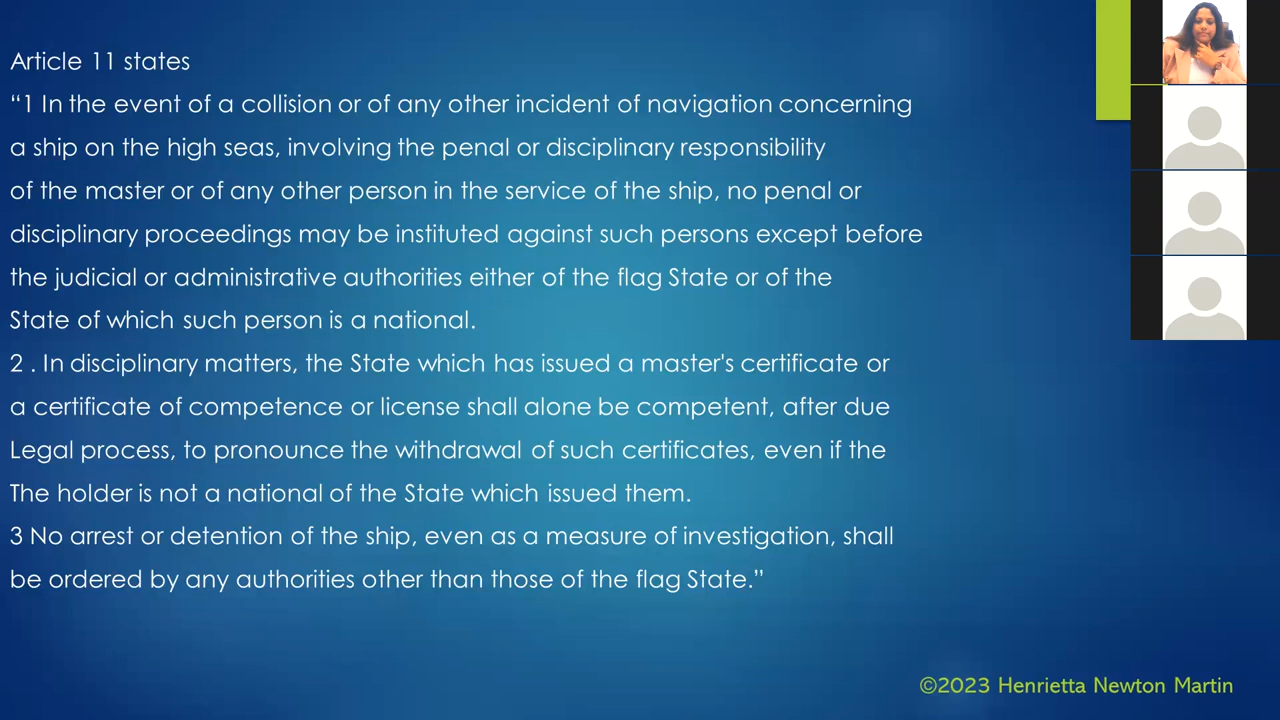 Article 11 states
“1 In the event of a collision or of any other incident of navigation concerning
a ship on the high seas, involving the penal or disciplinary responsibility
of the master or of any other person in the service of the ship, no penal or
disciplinary proceedings may be instituted against such persons except before
the judicial or administrative authorities either of the flag State or of the
State of which such person is a national.
2 . In disciplinary matters, the State which has issued a master's certificate or
a certificate of competence or license shall alone be competent, after due
Legal process, to pronounce the withdrawal of such certificates, even if the
The holder is not a national of the State which issued them.
3 No arrest or detention of the ship, even as a measure of investigation, shall
be ordered by any authorities other than those of the flag State.”
©2023 Henrietta Newton Martin